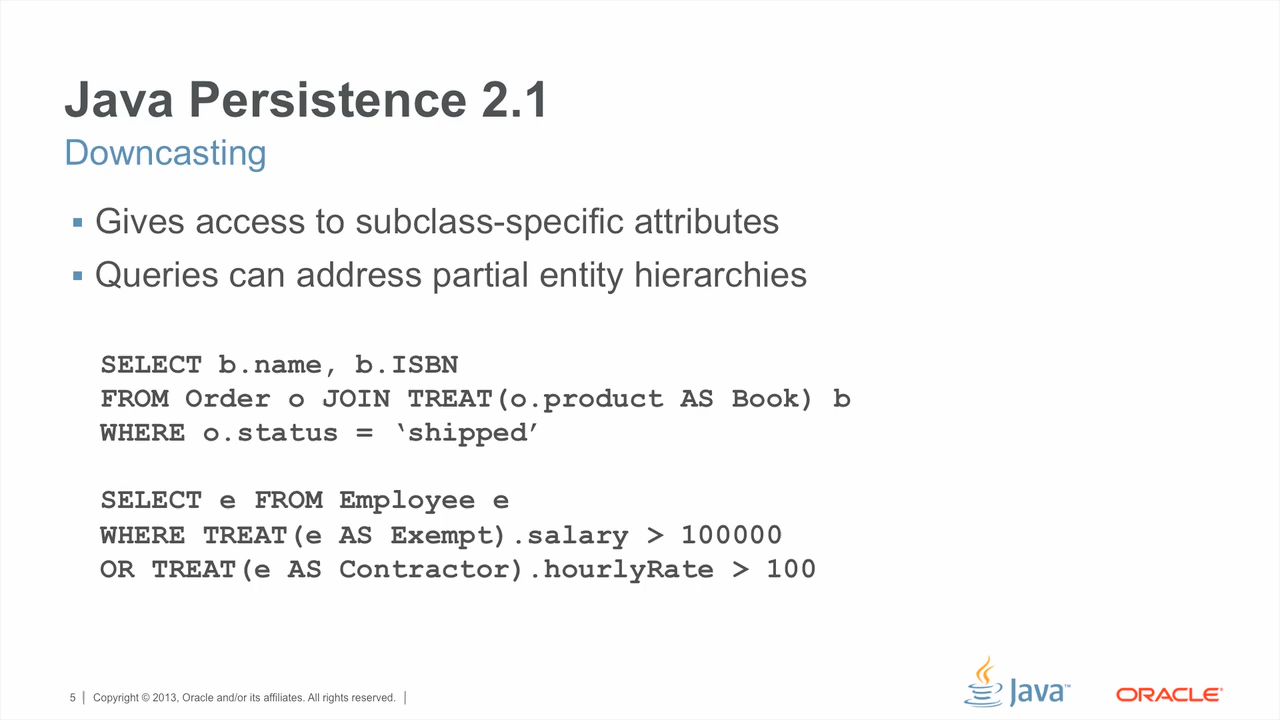 Java Persistence 2.1
Downcasting
▪ Gives access to subclass-specific attributes
▪ Queries can address partial entity hierarchies
SELECT b.name, b.ISBN
FROM Order o JOIN TREAT(o.product AS Book) b
WHERE o.status = ‘shipped’
SELECT e FROM Employee e
WHERE TREAT(e AS Exempt).salary > 100000
OR TREAT(e AS Contractor).hourlyRate > 100
5 | Copyright © 2013, Oracle and/or its affiliates. All rights reserved. |
Java™
ORACLE®